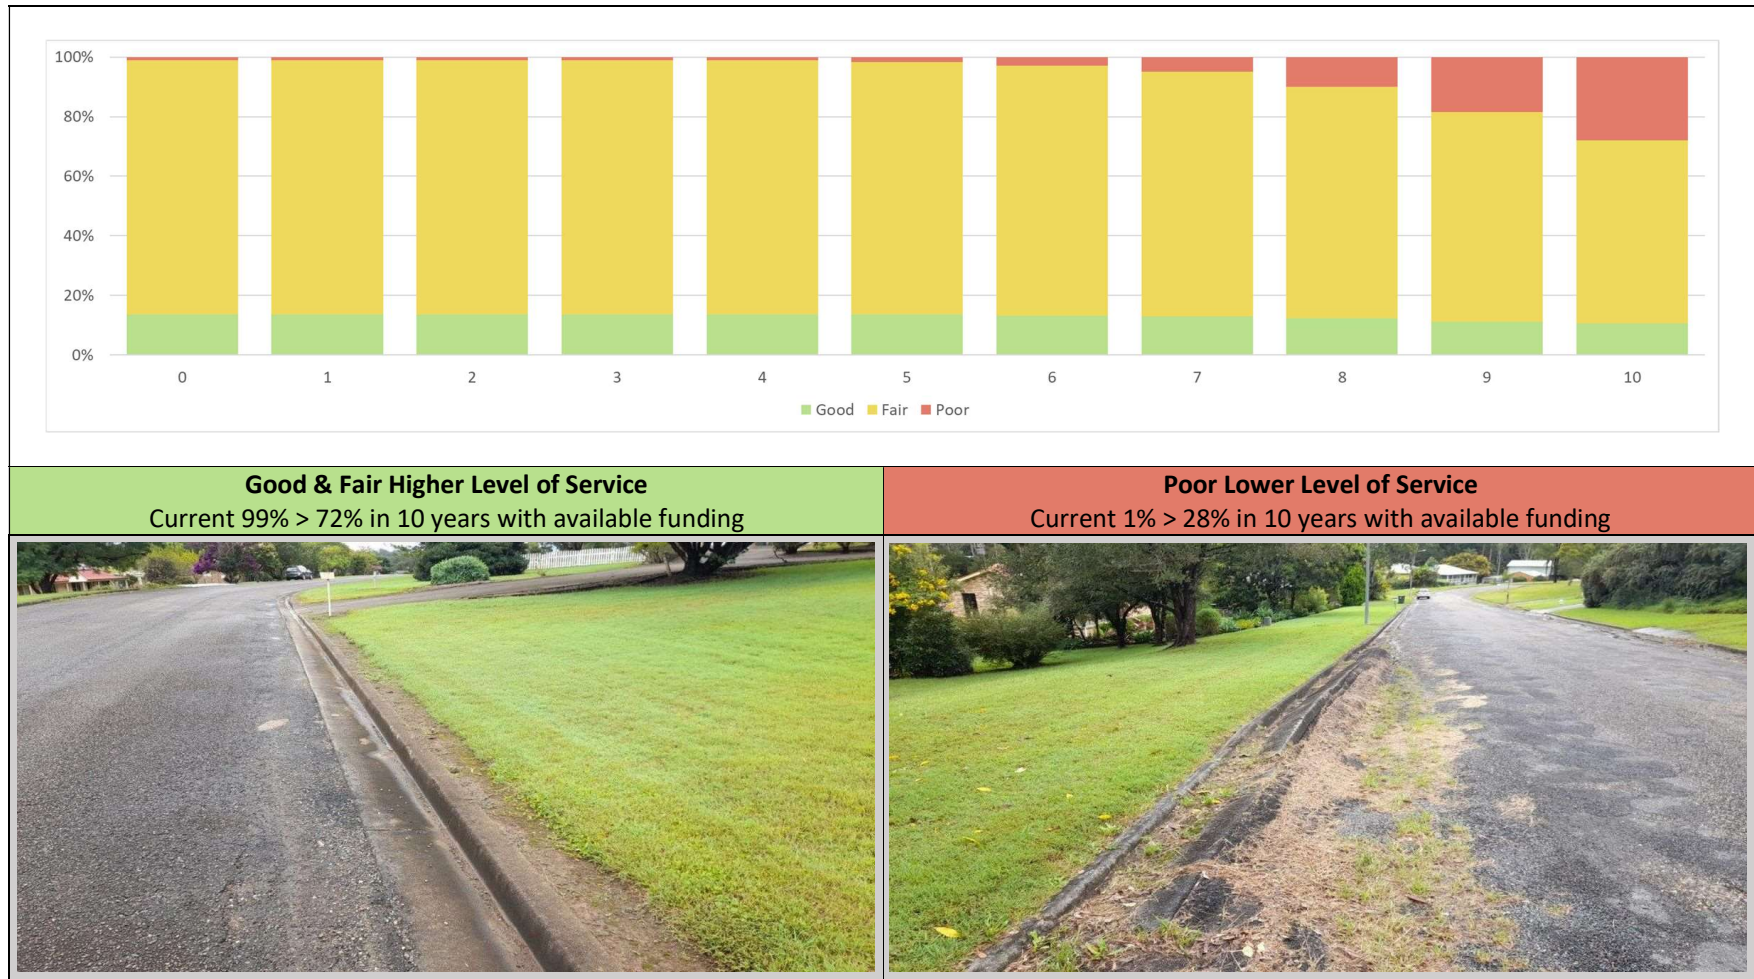 100%
80%
60%
40%
20%
0%
0 1 2 3 4 5 6 7 8 9 10
Good Fair Poor
Good & Fair Higher Level of Service
Current 99% > 72% in 10 years with available funding
Poor Lower Level of Service
Current 1% > 28% in 10 years with available funding